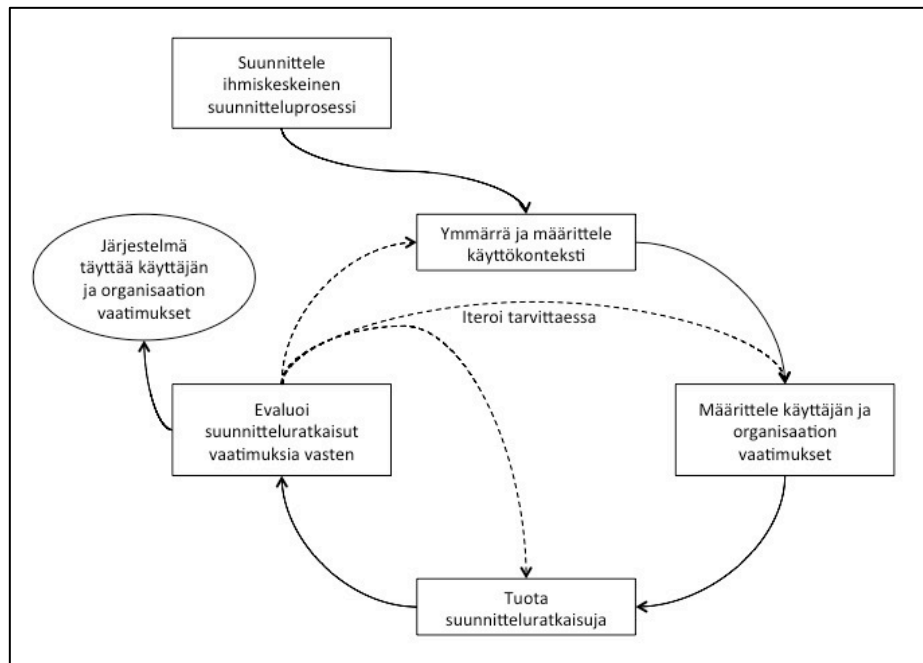 Suunnittele
ihmiskeskeinen
suunnitteluprosessi
Ymmärrä ja määrittele
käyttökonteksti
Järjestelmä
täyttää käyttäjän
ja organisaation
vaatimukset
Iteroi tarvittaessa
Evaluoi
suunnitteluratkaisut
vaatimuksia vasten
Määrittele käyttäjän ja
organisaation
vaatimukset
Tuota
suunnitteluratkaisuja